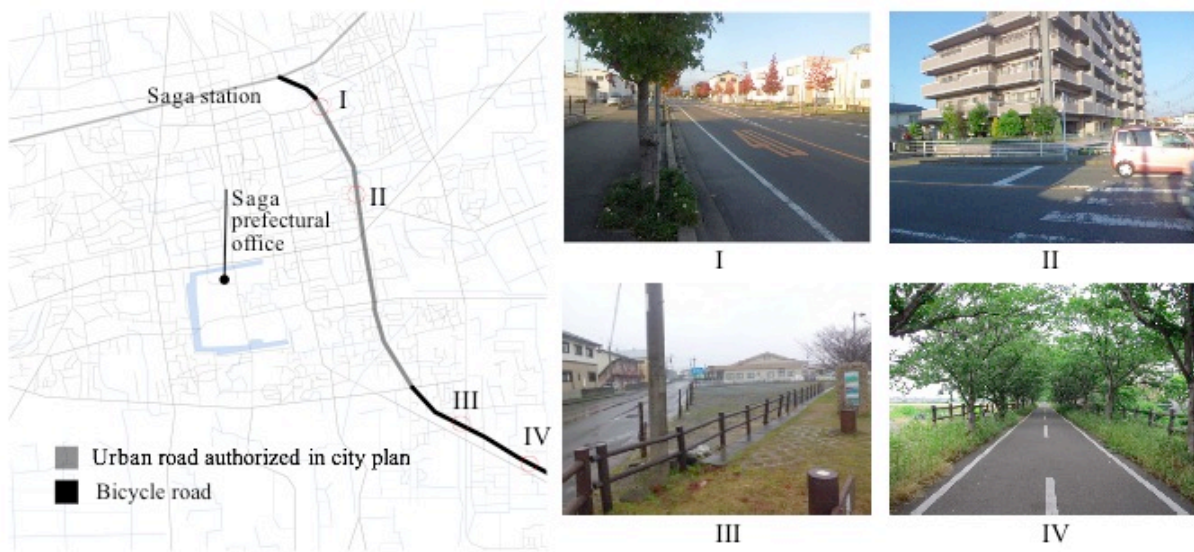 Saga station
I
II
Saga
prefectural
office
III
IV
Urban road authorized in city plan
Bicycle road
I
II
III
IV